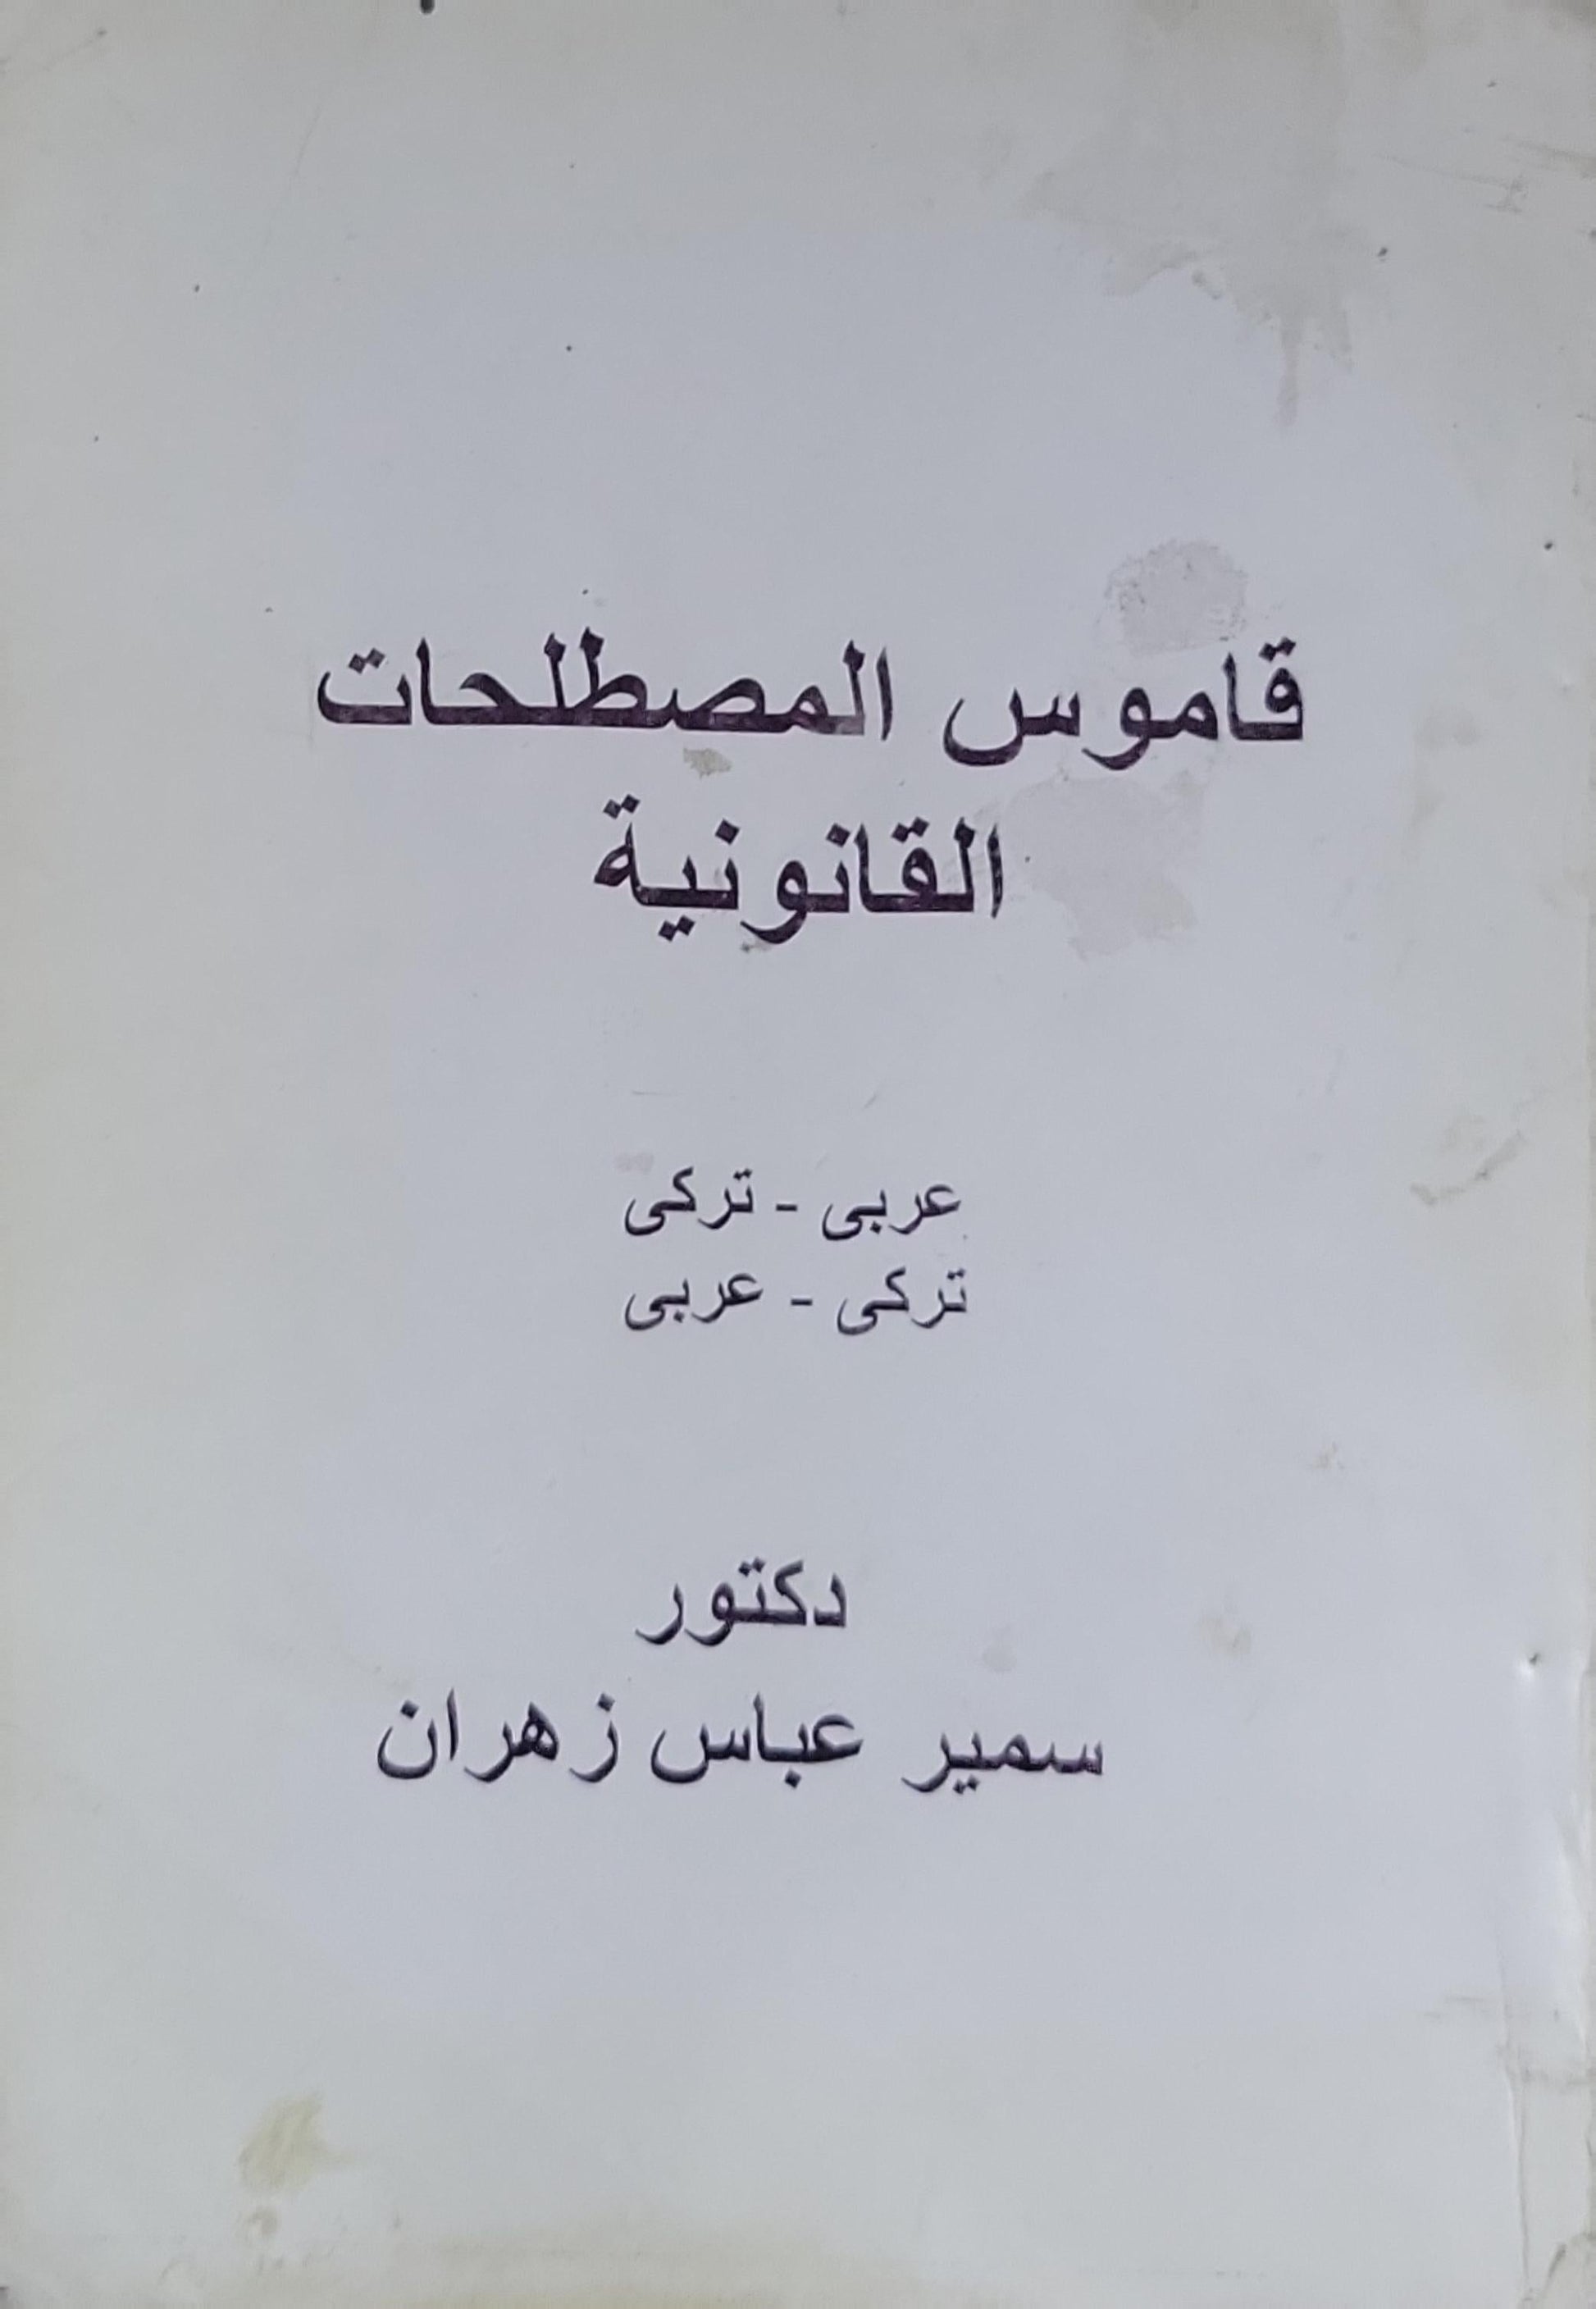 قاموس المصطلحات
القانونية
عربى - تركى
تركى - عربى
دكتور
سمير عباس زهران